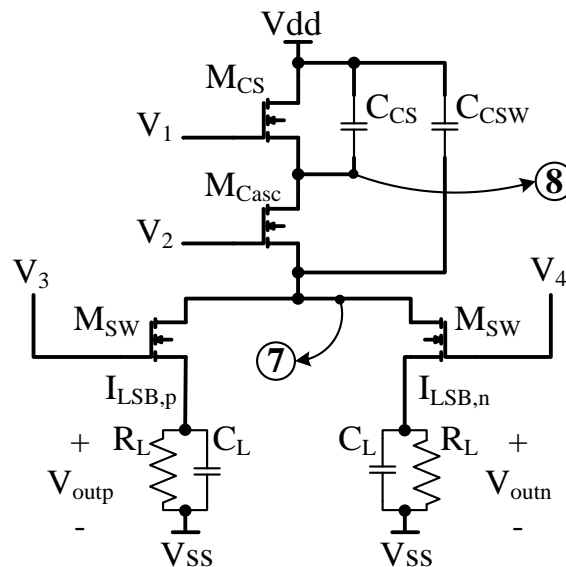 Vdd
M_CS
C_CS
C_CSW
V_1
8
M_Casc
V_2
V_3
V_4
M_SW
M_SW
7
I_LSB,p
I_LSB,n
+
R_L
C_L
C_L
R_L
+
V_outp
V_outn
-
-
Vss
Vss